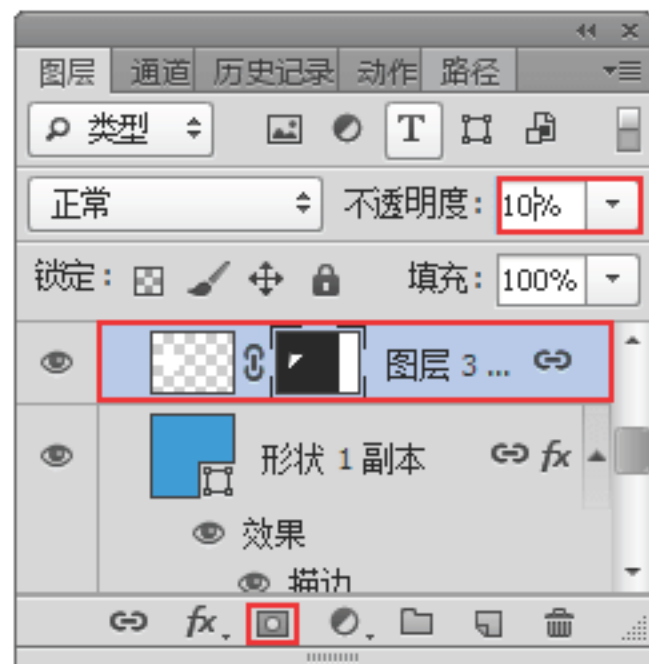 图层 通道 历史记录 动作 路径
类型 T
正常 不透明度: 10%
锁定: 填充: 100%
图层 3 ...
形状 1 副本 fx
效果
描边
fx.